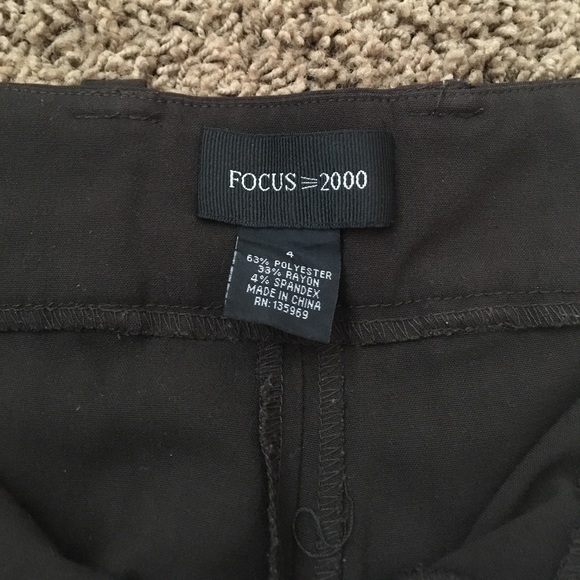 FOCUS 2000
4
63% POLYESTER
33% RAYON
4% SPANDEX
MADE IN CHINA
RN: 135969